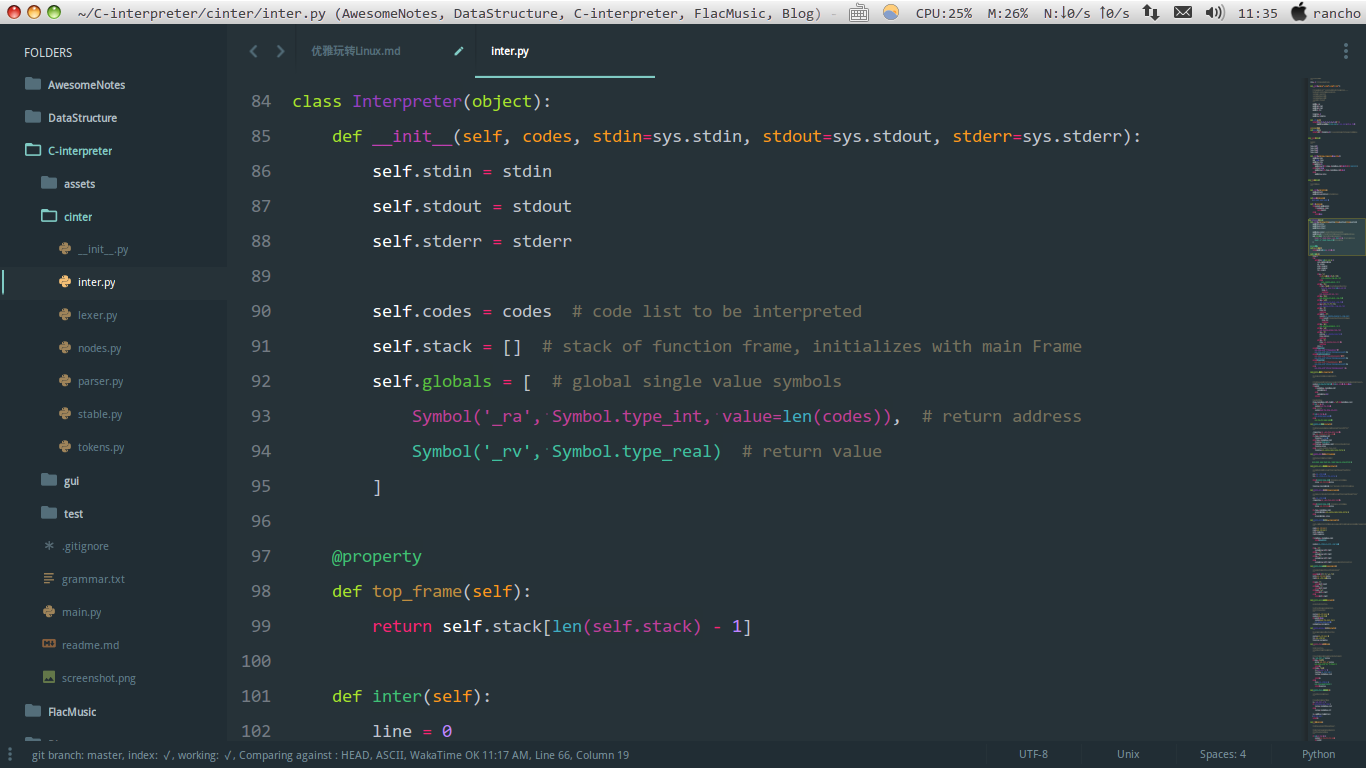 ~/C-interpreter/cinter/inter.py (AwesomeNotes, DataStructure, C-interpreter, FlacMusic, Blog) - CPU:25% M:26% N:↓0/s ↑0/s 11:35 rancho
FOLDERS
AwesomeNotes
DataStructure
C-interpreter
assets
cinter
__init__.py
inter.py
lexer.py
nodes.py
parser.py
stable.py
tokens.py
gui
test
.gitignore
grammar.txt
main.py
readme.md
screenshot.png
FlacMusic
优雅玩转Linux.md
inter.py
84 class Interpreter(object):
85     def __init__(self, codes, stdin=sys.stdin, stdout=sys.stdout, stderr=sys.stderr):
86         self.stdin = stdin
87         self.stdout = stdout
88         self.stderr = stderr
89
90         self.codes = codes  # code list to be interpreted
91         self.stack = []  # stack of function frame, initializes with main Frame
92         self.globals = [  # global single value symbols
93             Symbol('_ra', Symbol.type_int, value=len(codes)),  # return address
94             Symbol('_rv', Symbol.type_real)  # return value
95         ]
96
97     @property
98     def top_frame(self):
99         return self.stack[len(self.stack) - 1]
100
101     def inter(self):
102         line = 0
git branch: master, index: √, working: √, Comparing against : HEAD, ASCII, WakaTime OK 11:17 AM, Line 66, Column 19
UTF-8
Unix
Spaces: 4
Python